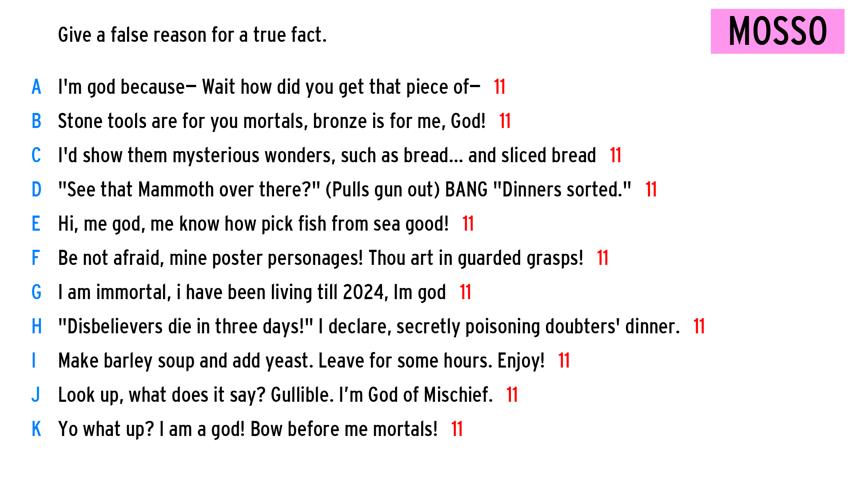 MOSSO
Give a false reason for a true fact.
A I'm god because— Wait how did you get that piece of— 11
B Stone tools are for you mortals, bronze is for me, God! 11
C I'd show them mysterious wonders, such as bread... and sliced bread 11
D "See that Mammoth over there?" (Pulls gun out) BANG "Dinners sorted." 11
E Hi, me god, me know how pick fish from sea good! 11
F Be not afraid, mine poster personages! Thou art in guarded grasps! 11
G I am immortal, i have been living till 2024, Im god 11
H "Disbelievers die in three days!" I declare, secretly poisoning doubters' dinner. 11
I Make barley soup and add yeast. Leave for some hours. Enjoy! 11
J Look up, what does it say? Gullible. I’m God of Mischief. 11
K Yo what up? I am a god! Bow before me mortals! 11